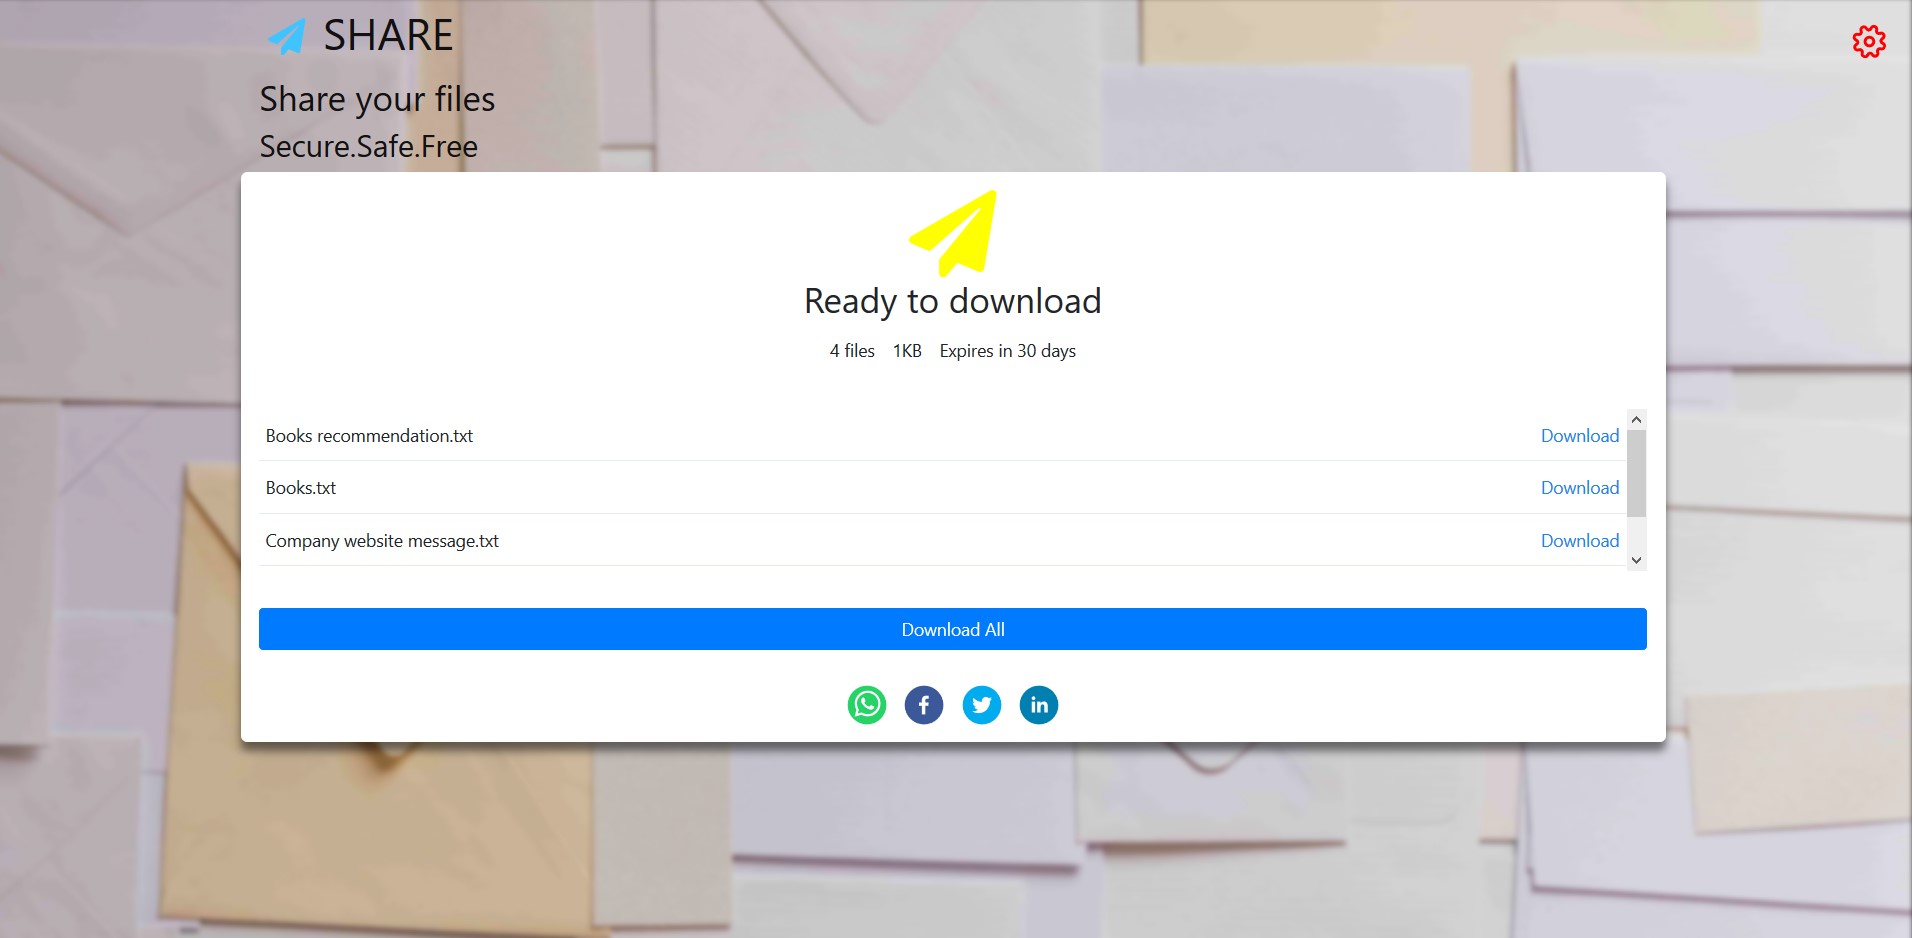 SHARE
Share your files
Secure.Safe.Free
Ready to download
4 files 1KB Expires in 30 days
Books recommendation.txt Download
Books.txt Download
Company website message.txt Download
Download All
in